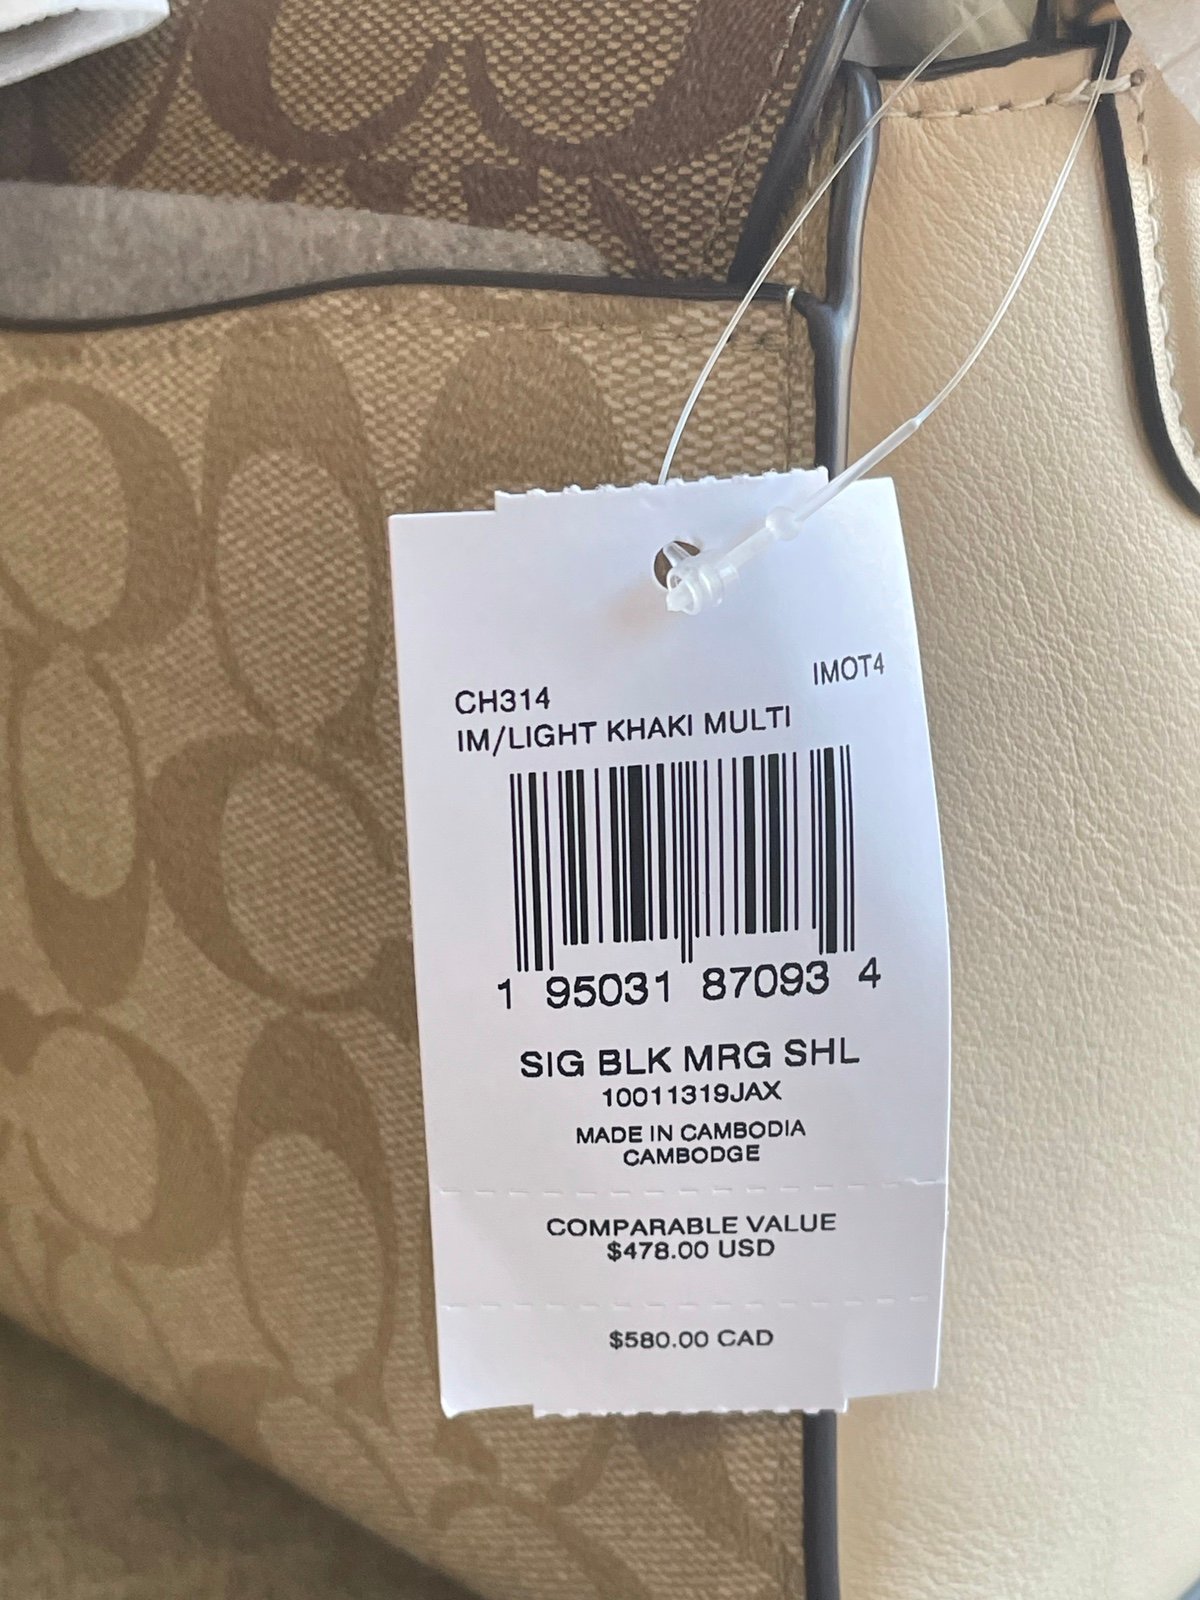 IMOT4
CH314
IM/LIGHT KHAKI MULTI
1 95031 87093 4
SIG BLK MRG SHL
10011319JAX
MADE IN CAMBODIA
CAMBODGE
COMPARABLE VALUE
$478.00 USD
$580.00 CAD